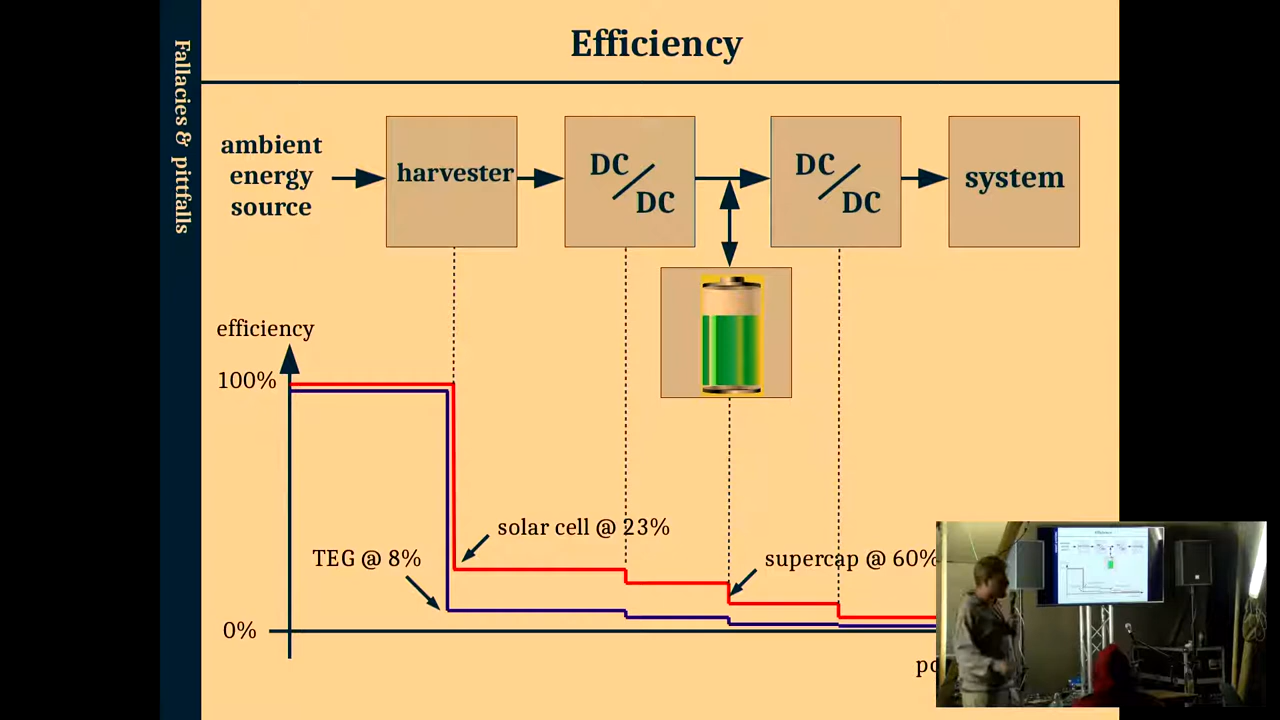 Efficiency
Fallacies & pittfalls
ambient
energy
source
harvester
DC
DC
DC
DC
system
efficiency
100%
solar cell @ 23%
TEG @ 8%
supercap @ 60%
0%